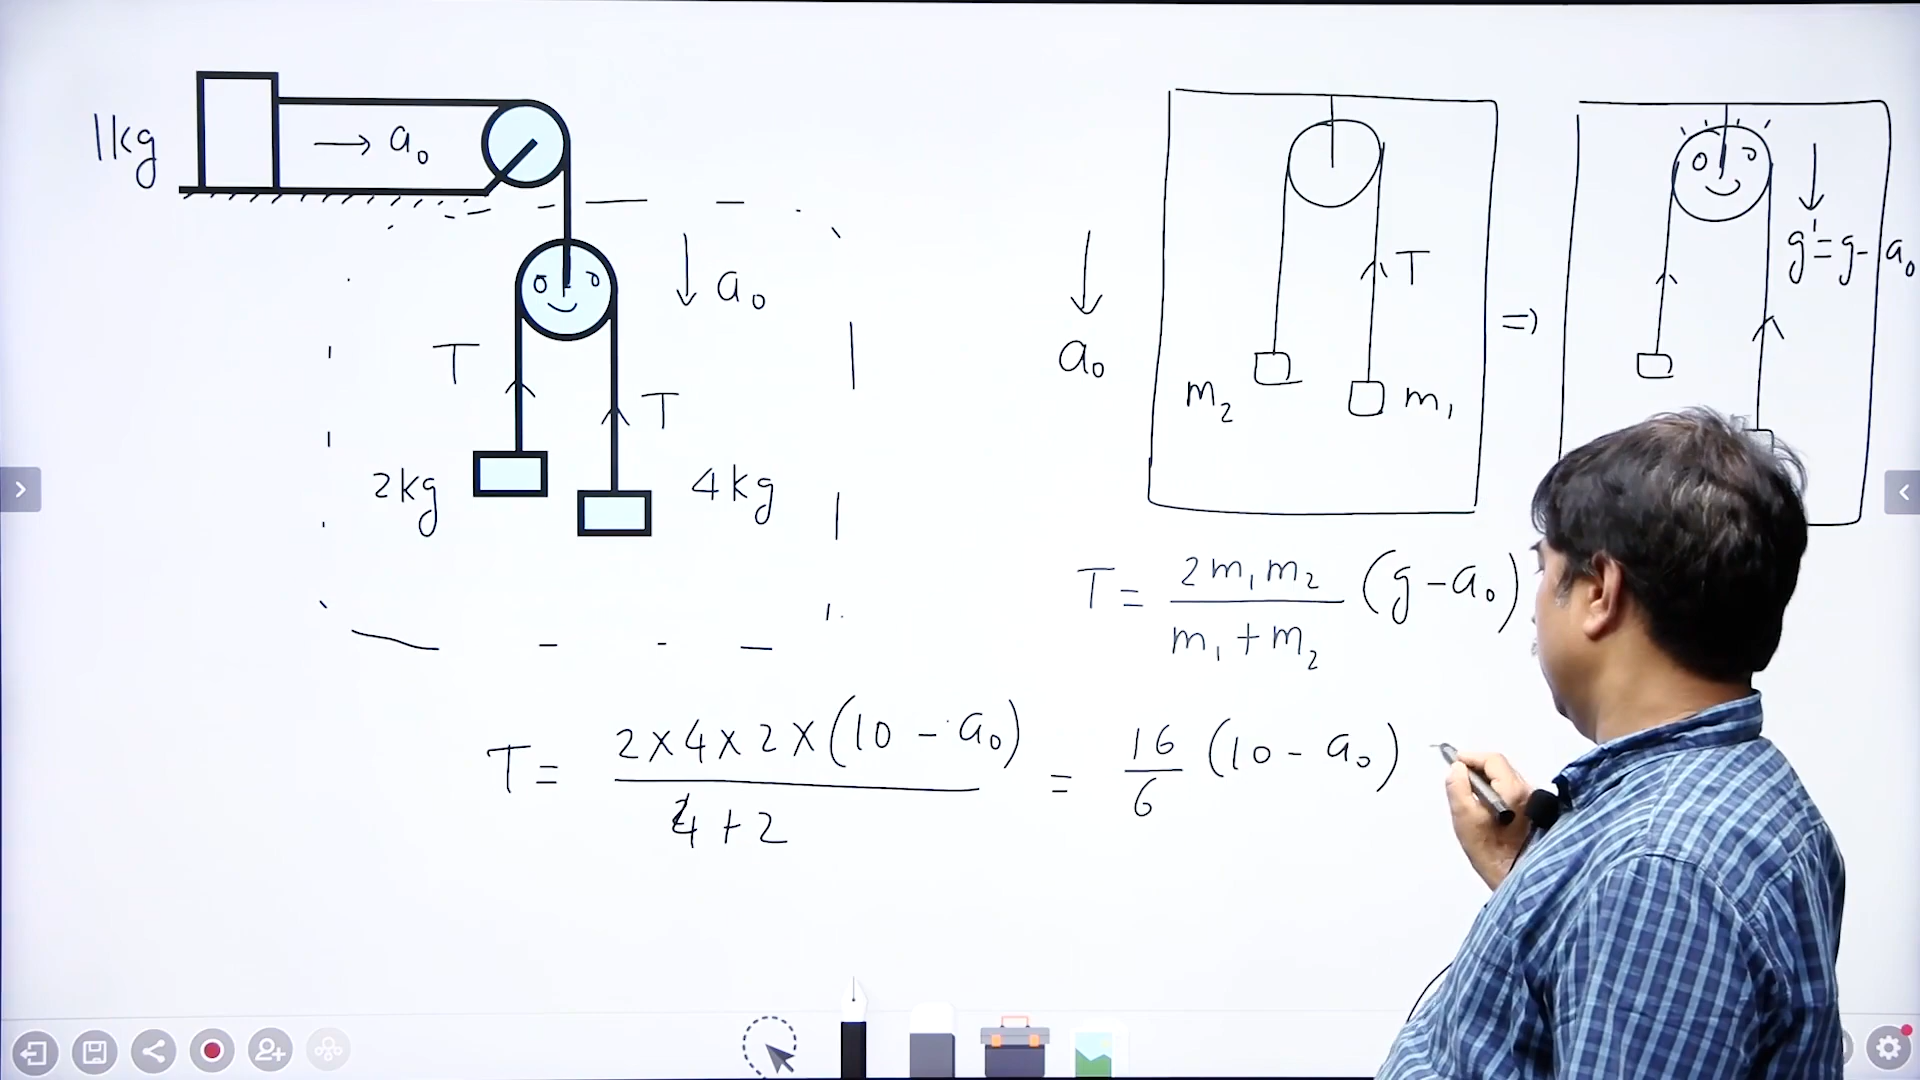 1kg
→ a₀
↓ a₀
T
T
2kg
4kg
a₀
T
m₂
m₁
⇒
g' = g - a₀
T = 2m₁m₂ / m₁ + m₂ (g - a₀)
T = 2 × 4 × 2 × (10 - a₀) / 4 + 2 = 16/6 (10 - a₀)